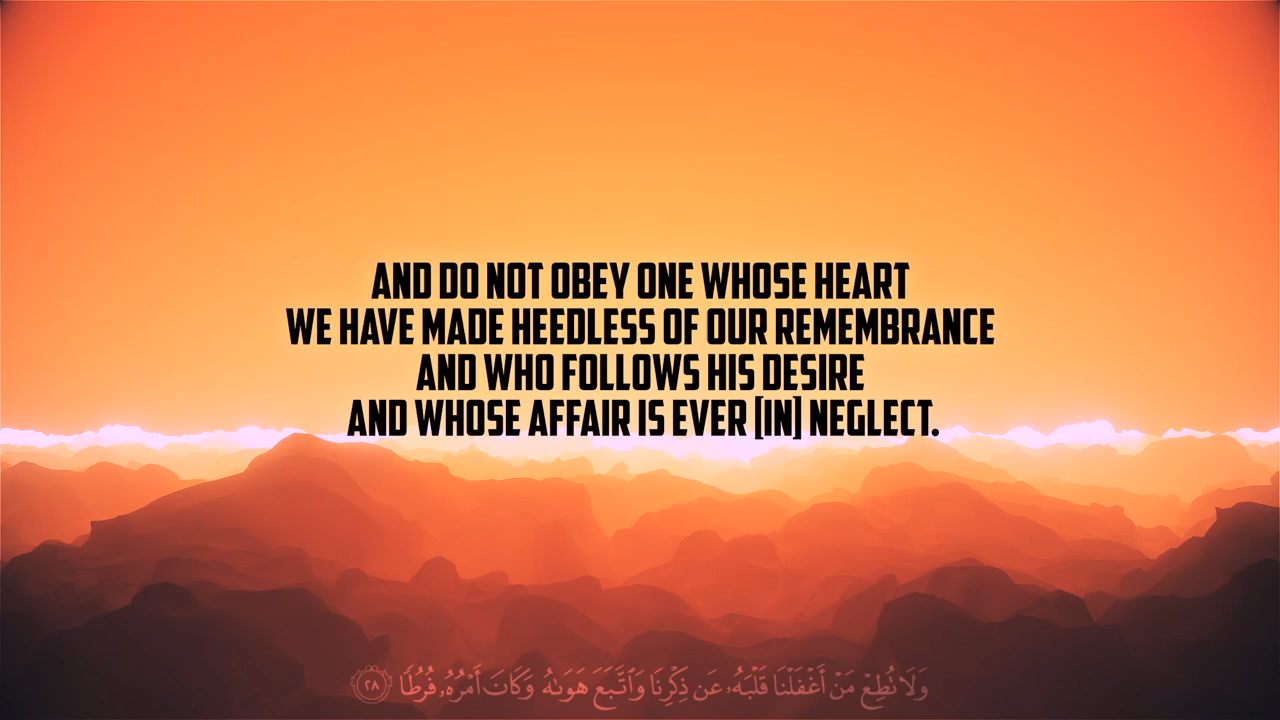 AND DO NOT OBEY ONE WHOSE HEART
WE HAVE MADE HEEDLESS OF OUR REMEMBRANCE
AND WHO FOLLOWS HIS DESIRE
AND WHOSE AFFAIR IS EVER [IN] NEGLECT.
وَلَا تُطِعْ مَنْ أَغْفَلْنَا قَلْبَهُۥ عَن ذِكْرِنَا وَٱتَّبَعَ هَوَىٰهُ وَكَانَ أَمْرُهُۥ فُرُطًا ٢٨